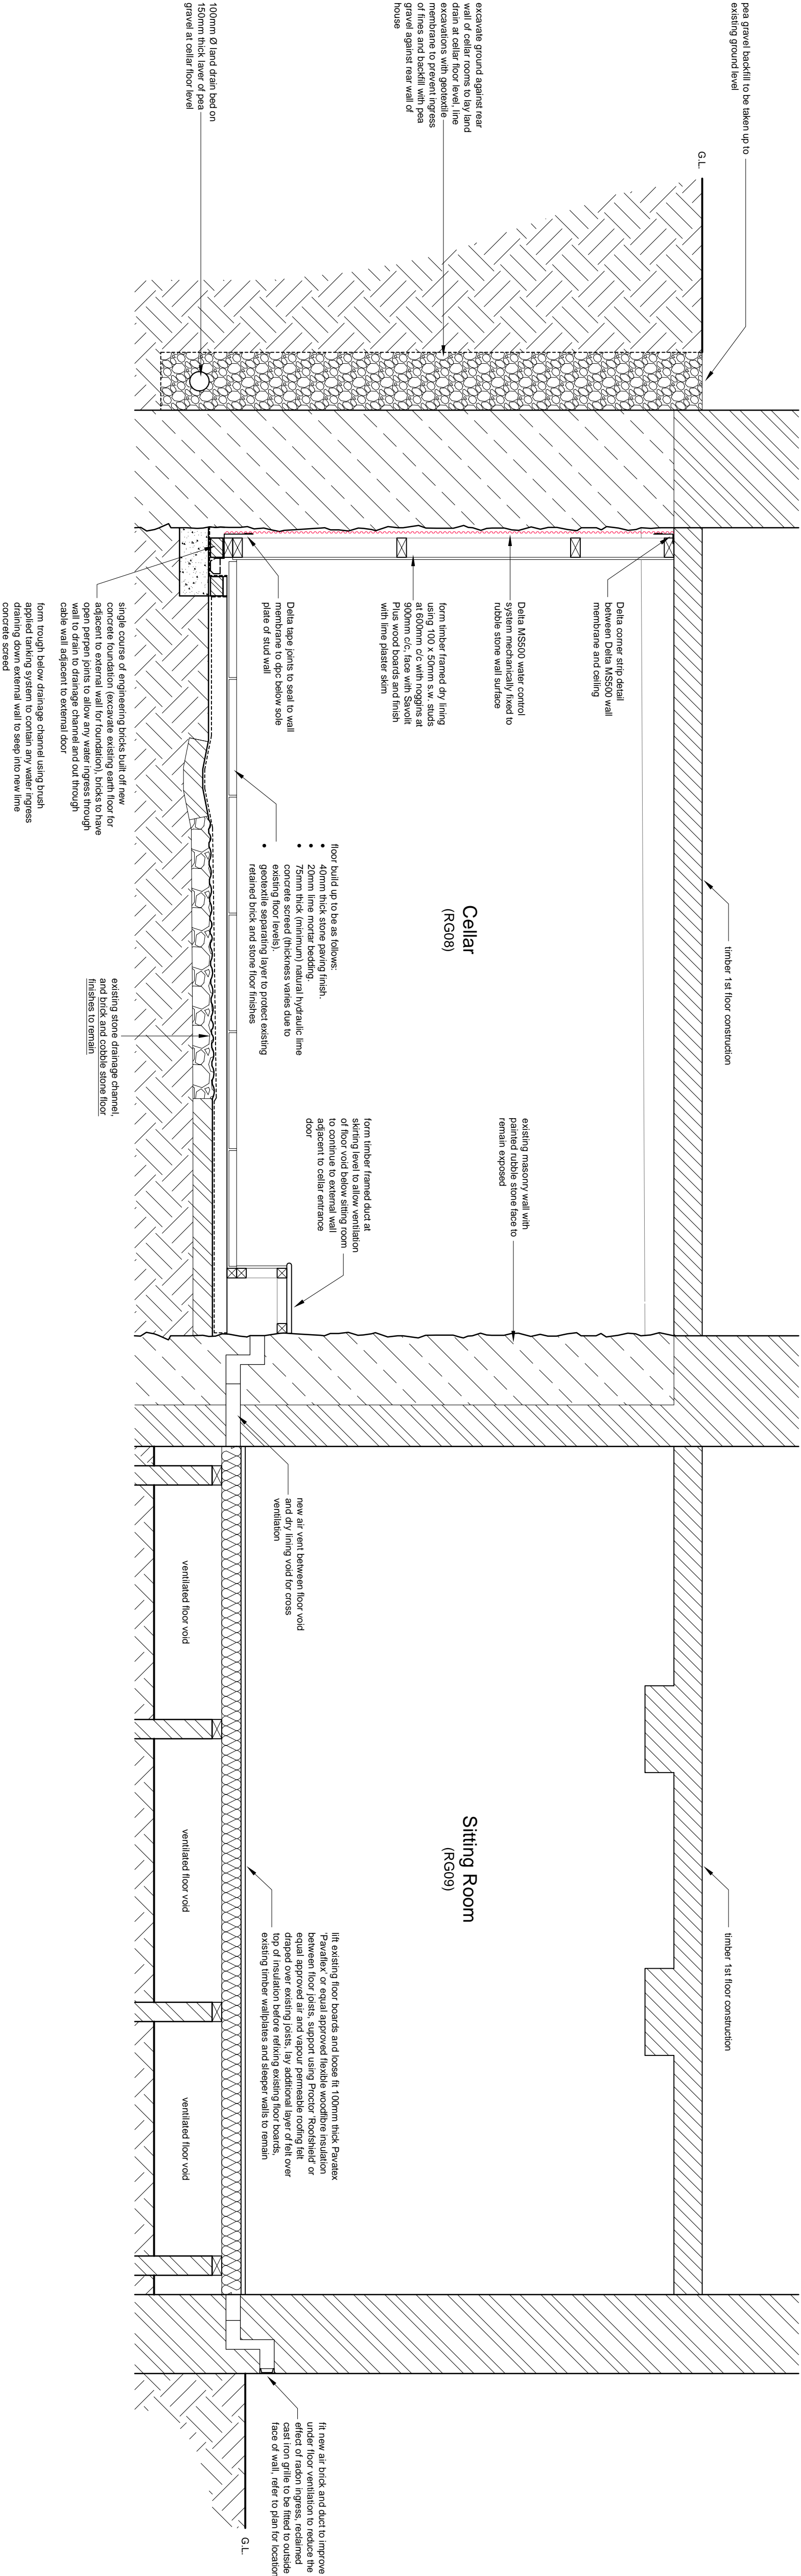 pea gravel backfill to be taken up to
existing ground level
G.L.
excavate ground against rear
wall of cellar rooms to lay land
drain at cellar floor level, line
excavations with geotextile
membrane to prevent ingress
of fines and backfill with pea
gravel against rear wall of
house
100mm Ø land drain bed on
150mm thick laver of pea
gravel at cellar floor level
Delta corner strip detail
between Delta MS500 wall
membrane and ceiling
Delta MS500 water control
system mechanically fixed to
rubble stone wall surface
form timber framed dry lining
using 100 x 50mm s.w. studs
at 600mm c/c with noggins at
900mm c/c, face with Savolit
Plus wood boards and finish
with lime plaster skim
Delta tape joints to seal to wall
membrane to dpc below sole
plate of stud wall
single course of engineering bricks built off new
concrete foundation (excavate existing earth floor for
adjacent to external wall for foundation), bricks to have
open perpen joints to allow any water ingress through
wall to drain to drainage channel and out through
cable wall adjacent to external door
form trough below drainage channel using brush
applied tanking system to contain any water ingress
draining down external wall to seep into new lime
concrete screed
timber 1st floor construction
Cellar
(RG08)
floor build up to be as follows:
• 40mm thick stone paving finish.
• 20mm lime mortar bedding.
• 75mm thick (minimum) natural hydraulic lime
concrete screed (thickness varies due to
existing floor levels).
• geotextile separating layer to protect existing
retained brick and stone floor finishes
existing stone drainage channel,
and brick and cobble stone floor
finishes to remain
existing masonry wall with
painted rubble stone face to
remain exposed
form timber framed duct at
skirting level to allow ventilation
of floor void below sitting room
to continue to external wall
adjacent to cellar entrance
door
new air vent between floor void
and dry lining void for cross
ventilation
ventilated floor void
ventilated floor void
ventilated floor void
timber 1st floor construction
Sitting Room
(RG09)
lift existing floor boards and loose fit 100mm thick Pavatex
'Pavaflex' or equal approved flexible woodfibre insulation
between floor joists, support using Proctor 'Roofshield' or
equal approved air and vapour permeable roofing felt
draped over existing joists, lay additional layer of felt over
top of insulation before refixing existing floor boards,
existing timber wallplates and sleeper walls to remain
fit new air brick and duct to improve
under floor ventilation to reduce the
effect of radon ingress, reclaimed
cast iron grille to be fitted to outside
face of wall, refer to plan for location
G.L.